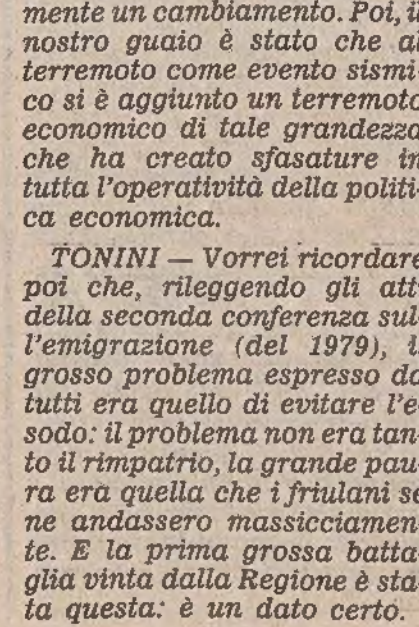 mente un cambiamento. Poi, il
nostro guaio è stato che al
terremoto come evento sismi-
co si è aggiunto un terremoto
economico di tale grandezza
che ha creato sfasature in
tutta l'operatività della politi-
ca economica.
TONINI — Vorrei ricordare
poi che, rileggendo gli atti
della seconda conferenza sul-
l'emigrazione (del 1979), il
grosso problema espresso da
tutti era quello di evitare l'e-
sodo: il problema non era tan-
to il rimpatrio, la grande pau-
ra era quella che i friulani se
ne andassero massicciamen-
te. E la prima grossa batta-
glia vinta dalla Regione è sta-
ta questa: è un dato certo.